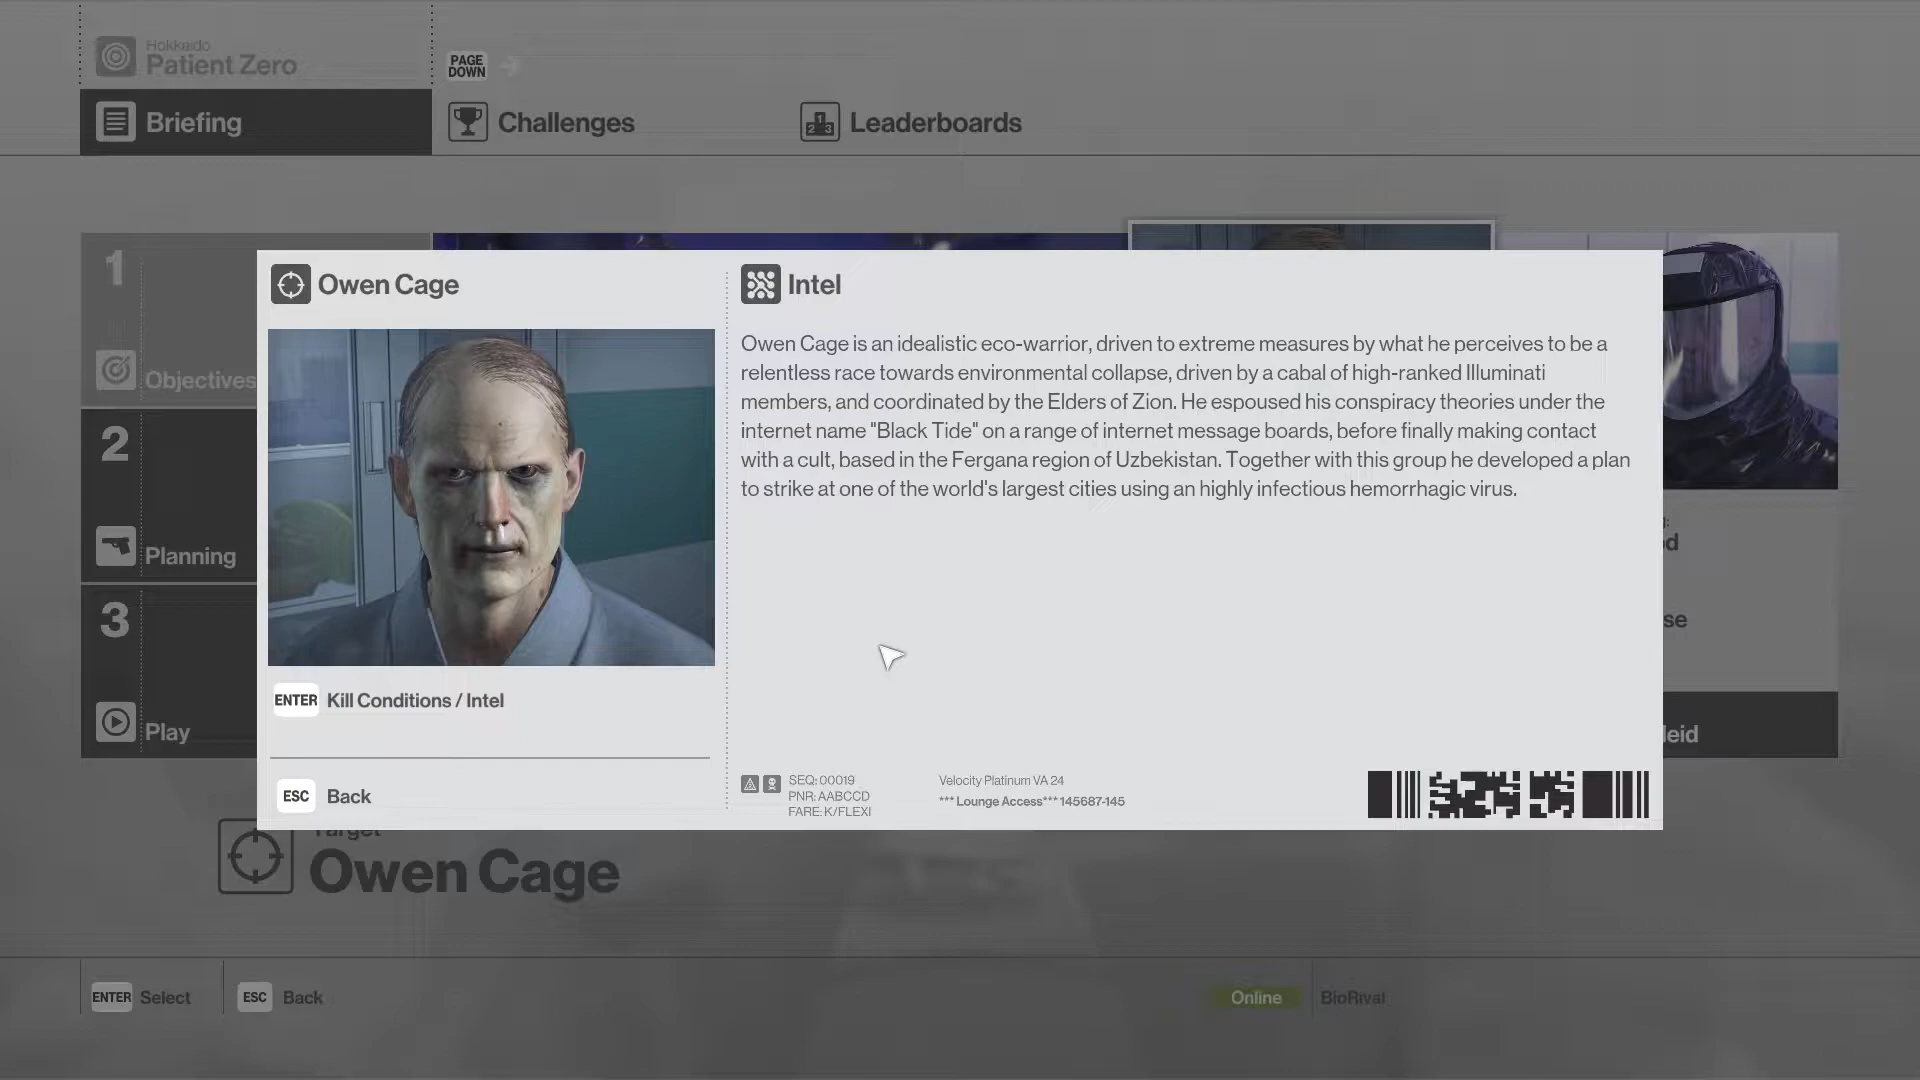 Hokkaido
Patient Zero
PAGE
DOWN
Briefing
Challenges
Leaderboards
1
Objectives
2
Planning
3
Play
Owen Cage
ENTER Kill Conditions / Intel
ESC Back
Intel
Owen Cage is an idealistic eco-warrior, driven to extreme measures by what he perceives to be a
relentless race towards environmental collapse, driven by a cabal of high-ranked Illuminati
members, and coordinated by the Elders of Zion. He espoused his conspiracy theories under the
internet name "Black Tide" on a range of internet message boards, before finally making contact
with a cult, based in the Fergana region of Uzbekistan. Together with this group he developed a plan
to strike at one of the world's largest cities using an highly infectious hemorrhagic virus.
SEQ: 00019
PNR: AABCCD
FARE: K/FLEXI
Velocity Platinum VA 24
*** Lounge Access*** 145687-145
Target
Owen Cage
ENTER Select
ESC Back
Online
BioRival